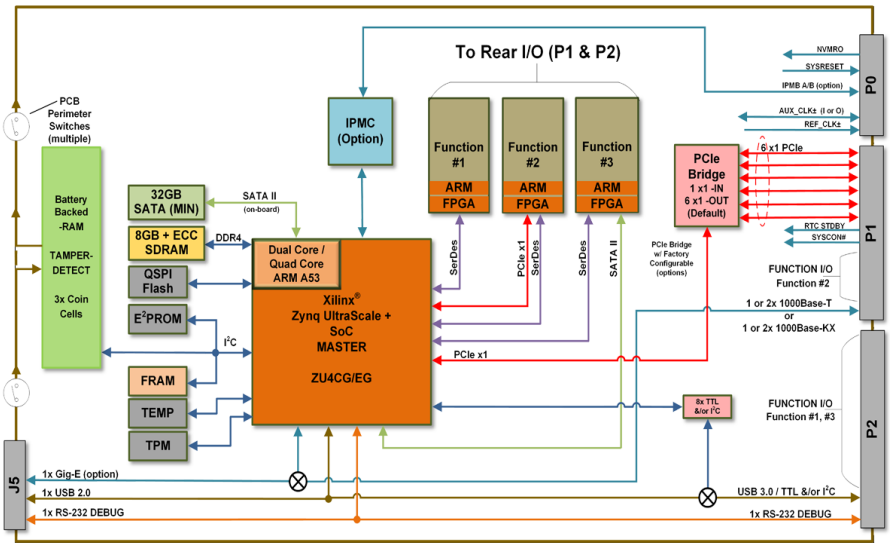 To Rear I/O (P1 & P2)
PCB
Perimeter
Switches
(multiple)
IPMC
(Option)
Function
#1
ARM
FPGA
Function
#2
ARM
FPGA
Function
#3
ARM
FPGA
NVMRO
SYSRESET
IPMB A/B (option)
AUX_CLK± (I or O)
REF_CLK±
P0
6 x1 PCIe
PCIe
Bridge
1 x1 -IN
6 x1 -OUT
(Default)
PCIe Bridge
w/ Factory
Configurable
(options)
RTC STDBY
SYSCON#
P1
FUNCTION I/O
Function #2
1 or 2x 1000Base-T
or
1 or 2x 1000Base-KX
Battery
Backed
-RAM
TAMPER-
DETECT
3x Coin
Cells
32GB
SATA (MIN)
SATA II
(on-board)
8GB + ECC
SDRAM
DDR4
QSPI
Flash
E²PROM
I²C
FRAM
TEMP
TPM
Dual Core /
Quad Core
ARM A53
Xilinx®
Zynq UltraScale +
SoC
MASTER
ZU4CG/EG
SerDes
PCIe x1
SerDes
SerDes
SATA II
PCIe x1
8x TTL
&/or I²C
FUNCTION I/O
Function #1, #3
P2
J5
1x Gig-E (option)
1x USB 2.0
USB 3.0 / TTL &/or I²C
1x RS-232 DEBUG
1x RS-232 DEBUG